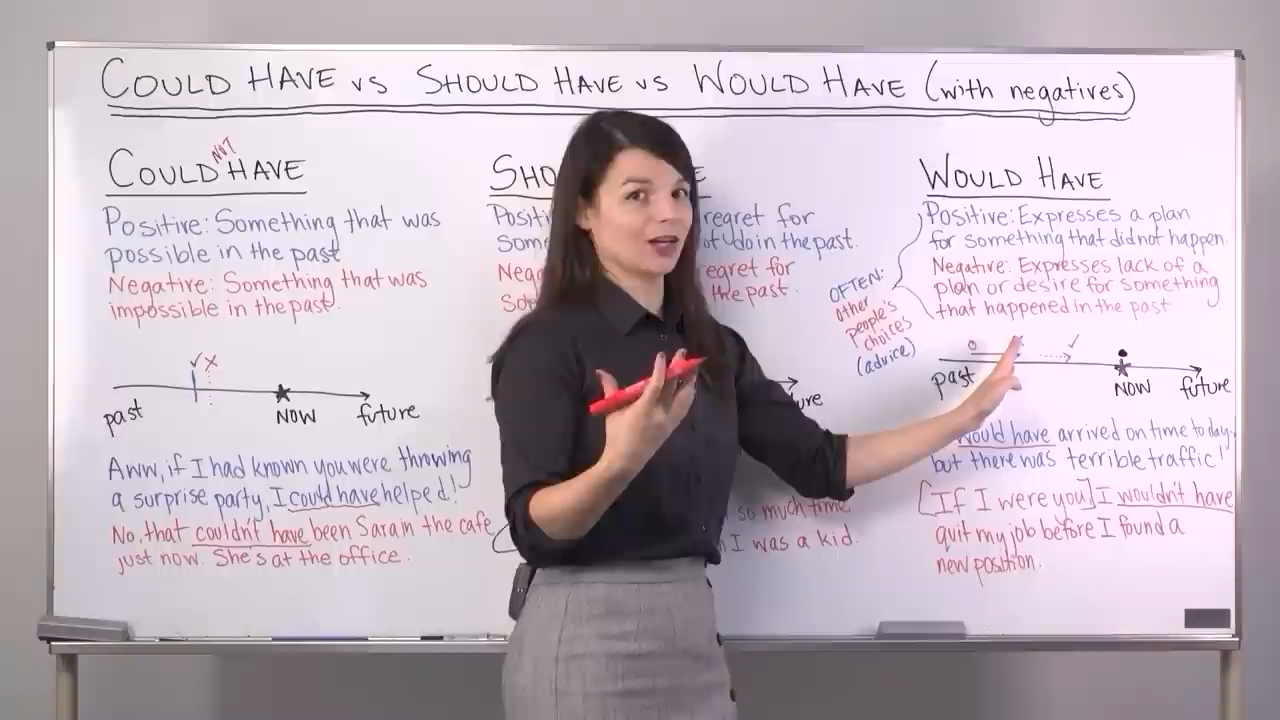 COULD HAVE vs SHOULD HAVE vs WOULD HAVE (with negatives)
COULD HAVE
NOT
Positive: Something that was
possible in the past
Negative: Something that was
impossible in the past.
✓ x
past
NOW
future
Aww, if I had known you were throwing
a surprise party, I could have helped!
No, that couldn't have been Sara in the cafe
just now. She's at the office.
SHO
E
Positi
regret for
Some
ot do in the past.
Nega
egret for
So
the past.
ure
so much time.
I was a kid.
WOULD HAVE
Positive: Expresses a plan
for something that did not happen.
Negative: Expresses lack of a
plan or desire for something
that happened in the past
OFTEN:
other
people's
choices
(advice)
past
NOW
future
would have arrived on time today,
but there was terrible traffic!
[If I were you] I wouldn't have
quit my job before I found a
new position.